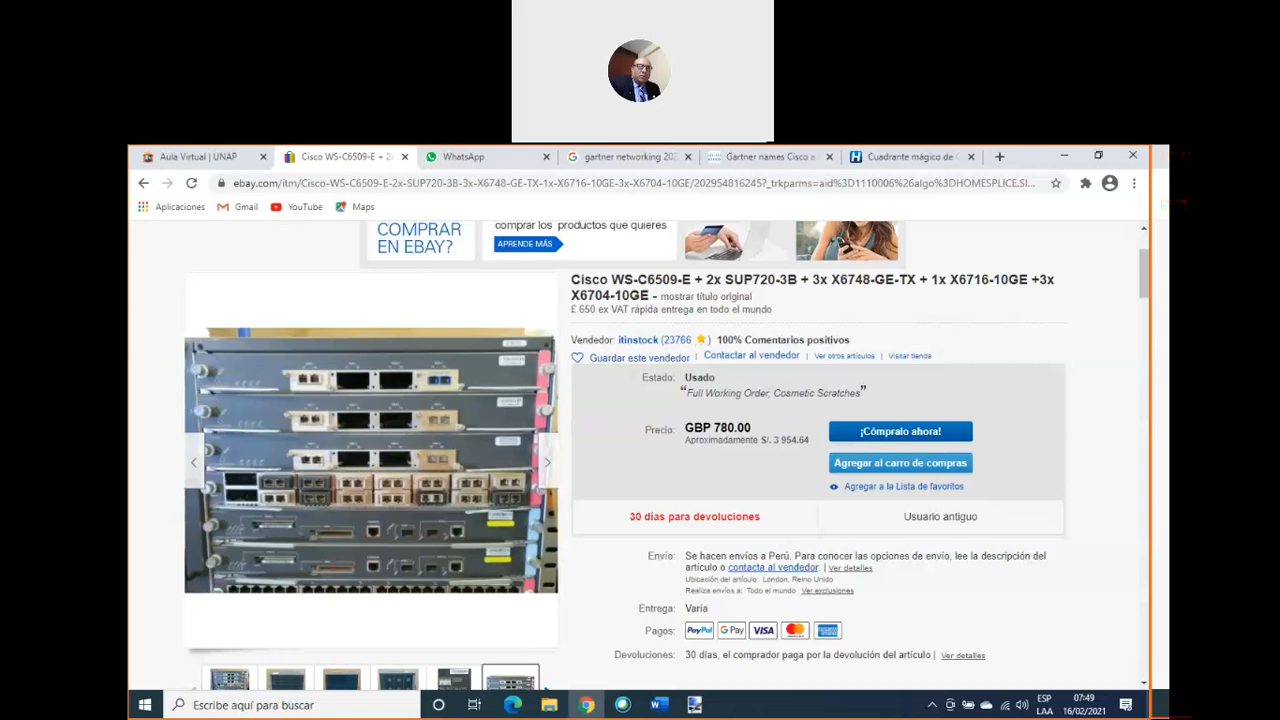 Aula Virtual | UNAP
Cisco WS-C6509-E + 2x
WhatsApp
gartner networking 202
Gartner names Cisco a
Cuadrante mágico de G
ebay.com/itm/Cisco-WS-C6509-E-2x-SUP720-3B-3x-X6748-GE-TX-1x-X6716-10GE-3x-X6704-10GE/202954816245?_trkparms=aid%3D1110006%26algo%3DHOMESPLICE.SI...
Aplicaciones Gmail YouTube Maps
COMPRAR
EN EBAY?
comprar los productos que quieres
APRENDE MÁS
Cisco WS-C6509-E + 2x SUP720-3B + 3x X6748-GE-TX + 1x X6716-10GE +3x
X6704-10GE - mostrar título original
£ 650 ex VAT rápida entrega en todo el mundo
Vendedor: itinstock (23766 ) 100% Comentarios positivos
Guardar este vendedor | Contactar al vendedor | Ver otros artículos | Visitar tienda
Estado: Usado
“Full Working Order, Cosmetic Scratches”
Precio: GBP 780.00
Aproximadamente S/. 3 954.64
¡Cómpralo ahora!
Agregar al carro de compras
Agregar a la Lista de favoritos
30 días para devoluciones
Usuario antiguo
Envío: Se hacen envíos a Perú. Para conocer las opciones de envío, lee la descripción del
artículo o contacta al vendedor. | Ver detalles
Ubicación del artículo: London, Reino Unido
Realiza envíos a: Todo el mundo Ver exclusiones
Entrega: Varía
Pagos: PayPal G Pay VISA
Devoluciones: 30 días, el comprador paga por la devolución del artículo | Ver detalles
Escribe aquí para buscar
ESP
LAA
07:49
16/02/2021